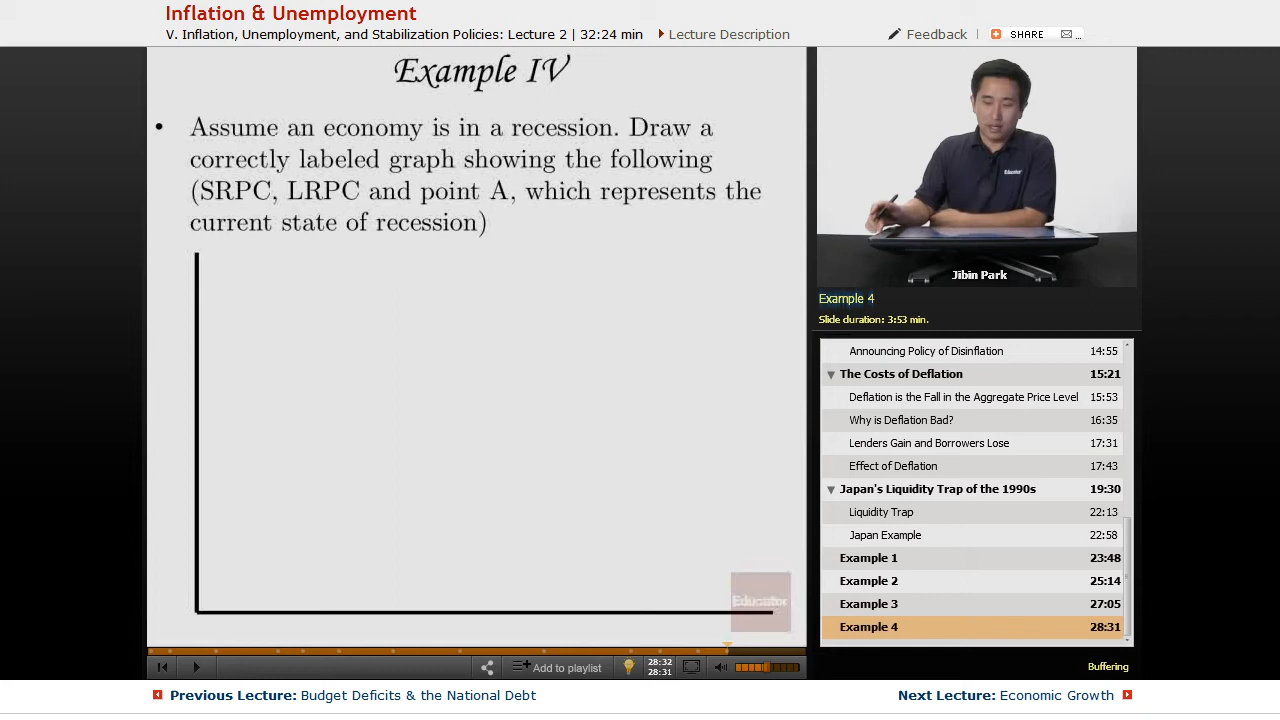 Inflation & Unemployment
V. Inflation, Unemployment, and Stabilization Policies: Lecture 2 | 32:24 min
Lecture Description
Feedback
SHARE
Example IV
• Assume an economy is in a recession. Draw a
correctly labeled graph showing the following
(SRPC, LRPC and point A, which represents the
current state of recession)
Educator
Educator
Jibin Park
Example 4
Slide duration: 3:53 min.
Announcing Policy of Disinflation 14:55
The Costs of Deflation 15:21
Deflation is the Fall in the Aggregate Price Level 15:53
Why is Deflation Bad? 16:35
Lenders Gain and Borrowers Lose 17:31
Effect of Deflation 17:43
Japan's Liquidity Trap of the 1990s 19:30
Liquidity Trap 22:13
Japan Example 22:58
Example 1 23:48
Example 2 25:14
Example 3 27:05
Example 4 28:31
Add to playlist
28:32
28:31
Buffering
Previous Lecture: Budget Deficits & the National Debt
Next Lecture: Economic Growth